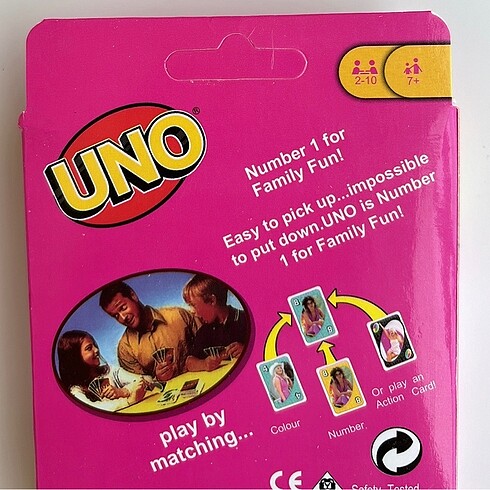 2-10
7+
UNO®
Number 1 for
Family Fun!
Easy to pick up...impossible
to put down.UNO is Number
1 for Family Fun!
play by
matching...
Colour
Number.
Or play an
Action Card!
CE
Safety Tested